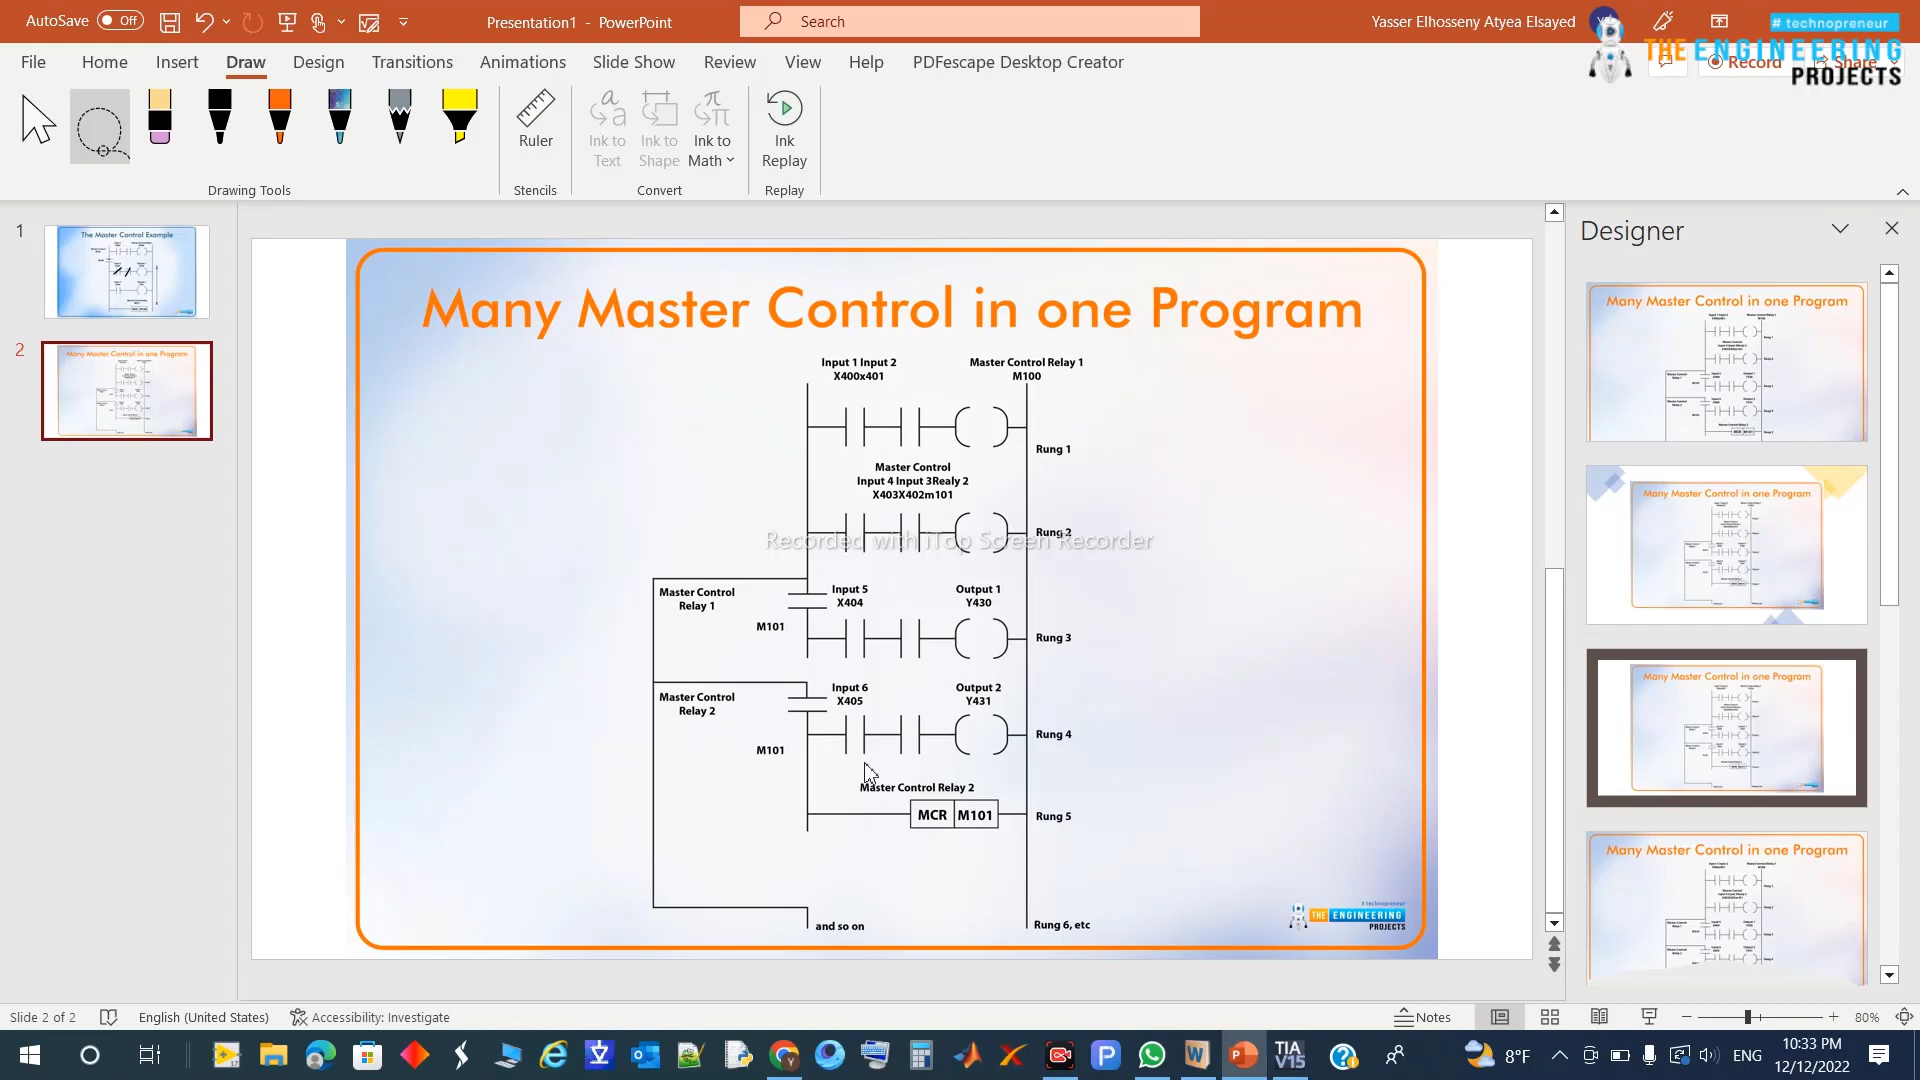 AutoSave Off
Presentation1 - PowerPoint
Search
Yasser Elhosseny Atyea Elsayed
# technopreneur
THE ENGINEERING
PROJECTS
File Home Insert Draw Design Transitions Animations Slide Show Review View Help PDFescape Desktop Creator
Record Share
Ruler
Ink to Text
Ink to Shape
Ink to Math
Ink Replay
Drawing Tools
Stencils
Convert
Replay
1
The Master Control Example
2
Many Master Control in one Program
Many Master Control in one Program
Input 1 Input 2
X400x401
Master Control Relay 1
M100
Rung 1
Master Control
Input 4 Input 3Realy 2
X403X402m101
Rung 2
Recorded with iTop Screen Recorder
Master Control
Relay 1
M101
Input 5
X404
Output 1
Y430
Rung 3
Master Control
Relay 2
M101
Input 6
X405
Output 2
Y431
Rung 4
Master Control Relay 2
MCR M101
Rung 5
and so on
Rung 6, etc
# technopreneur
THE ENGINEERING
PROJECTS
Designer
Many Master Control in one Program
Many Master Control in one Program
Many Master Control in one Program
Many Master Control in one Program
Slide 2 of 2
English (United States)
Accessibility: Investigate
Notes
80%
TIA
V15
8°F
ENG
10:33 PM
12/12/2022